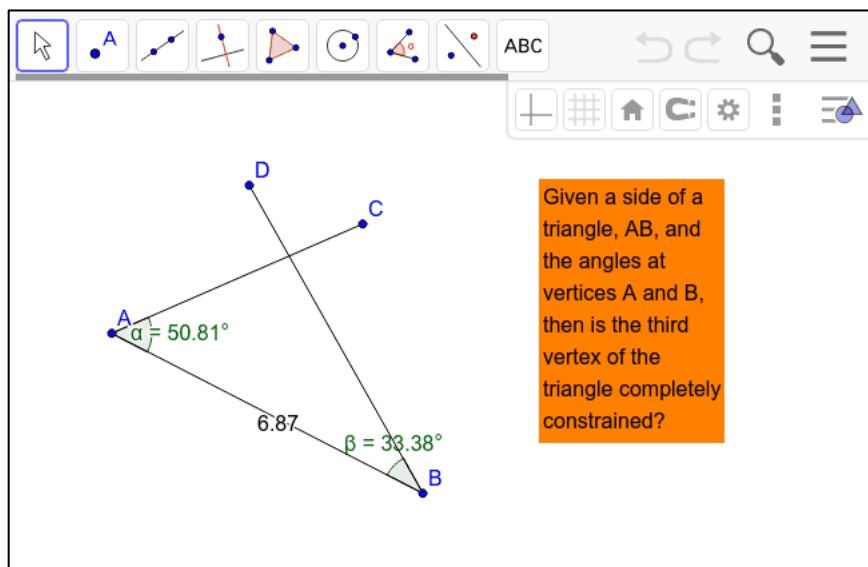 A
α
ABC
D
C
A
α = 50.81°
6.87
β = 33.38°
B
Given a side of a
triangle, AB, and
the angles at
vertices A and B,
then is the third
vertex of the
triangle completely
constrained?